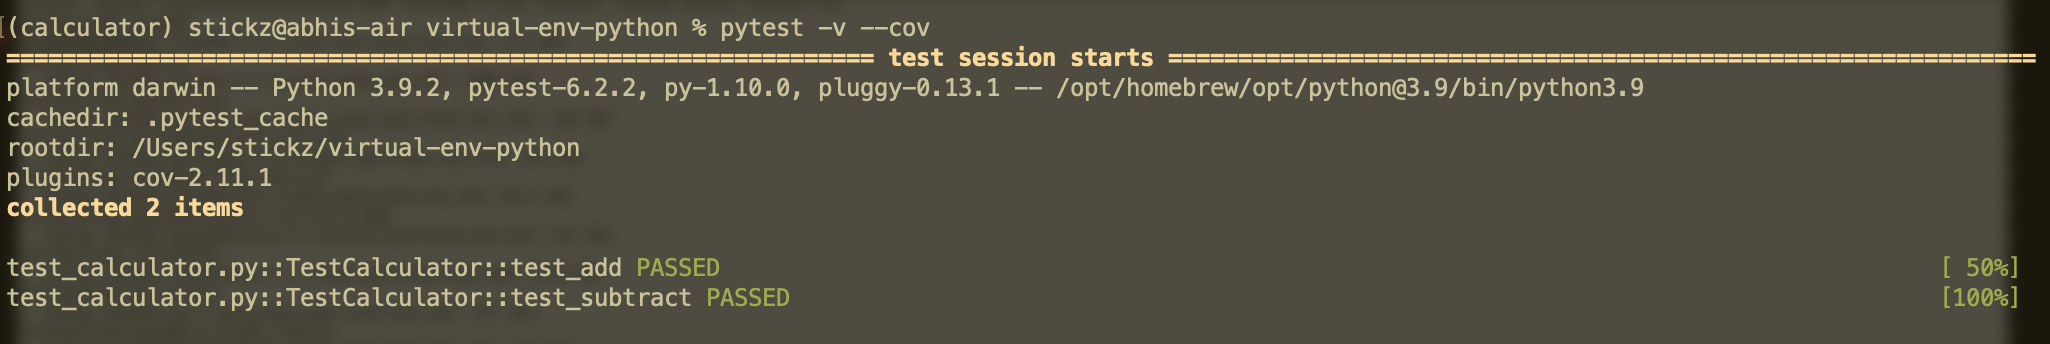 (calculator) stickz@abhis-air virtual-env-python % pytest -v --cov
============================================================== test session starts ==============================================================
platform darwin -- Python 3.9.2, pytest-6.2.2, py-1.10.0, pluggy-0.13.1 -- /opt/homebrew/opt/python@3.9/bin/python3.9
cachedir: .pytest_cache
rootdir: /Users/stickz/virtual-env-python
plugins: cov-2.11.1
collected 2 items
test_calculator.py::TestCalculator::test_add PASSED [ 50%]
test_calculator.py::TestCalculator::test_subtract PASSED [100%]